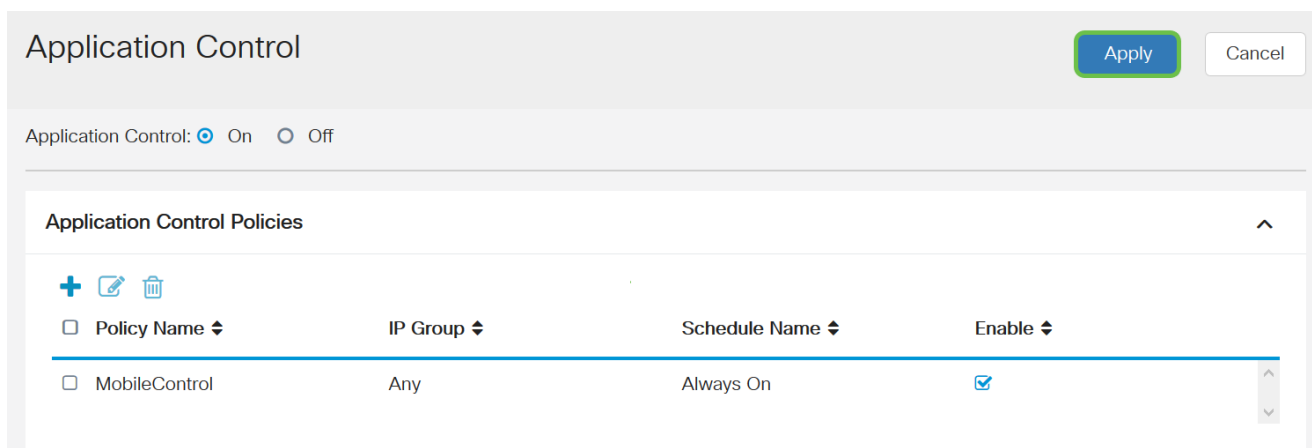 Application Control
Apply
Cancel
Application Control: On Off
Application Control Policies
Policy Name IP Group Schedule Name Enable
MobileControl Any Always On